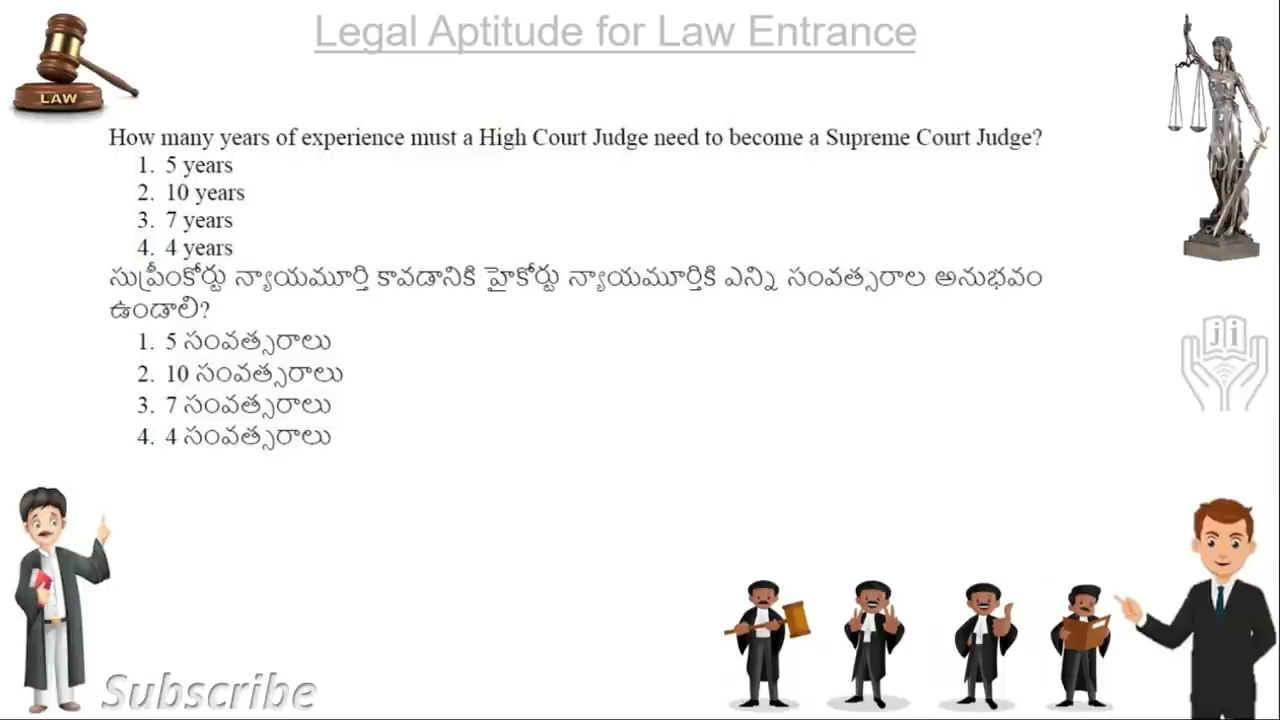 Legal Aptitude for Law Entrance
LAW
How many years of experience must a High Court Judge need to become a Supreme Court Judge?
1. 5 years
2. 10 years
3. 7 years
4. 4 years
సుప్రీంకోర్టు న్యాయమూర్తి కావడానికి హైకోర్టు న్యాయమూర్తికి ఎన్ని సంవత్సరాల అనుభవం
ఉండాలి?
1. 5 సంవత్సరాలు
2. 10 సంవత్సరాలు
3. 7 సంవత్సరాలు
4. 4 సంవత్సరాలు
ji
Subscribe